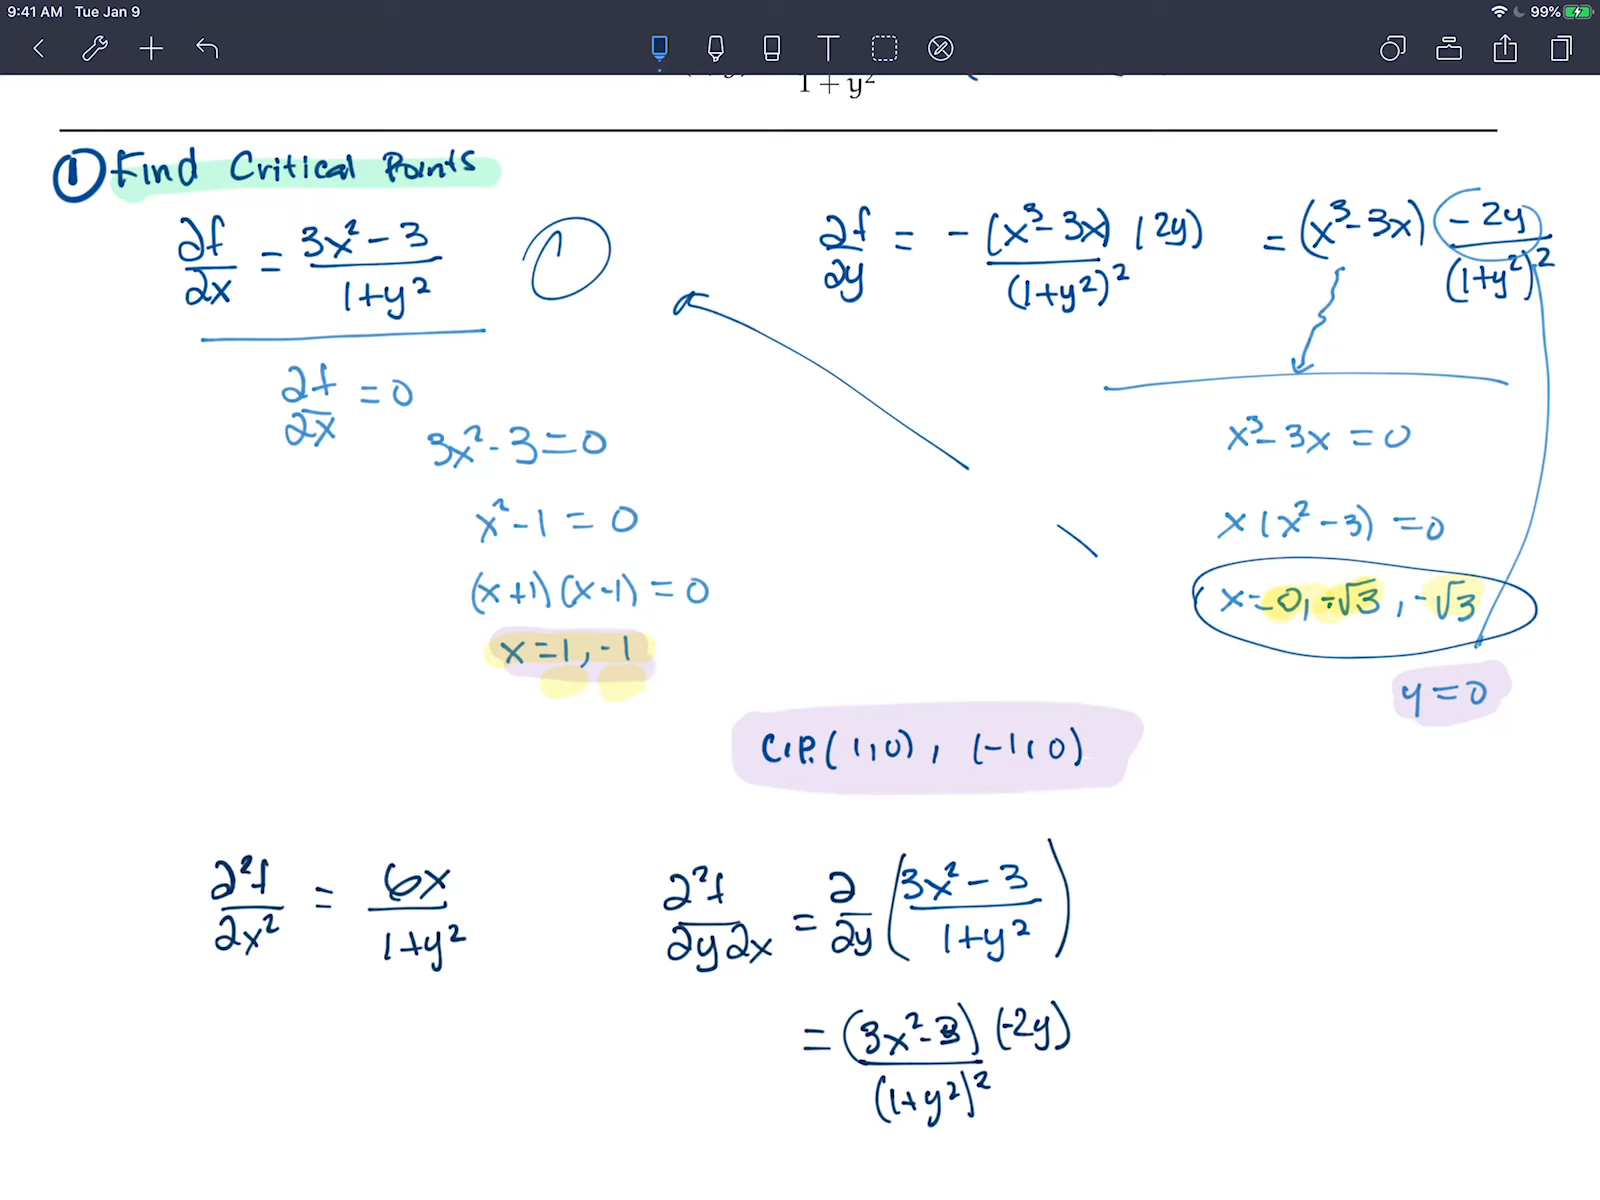 9:41 AM Tue Jan 9
99%
1 + y²
① Find Critical Points
∂f/∂x = (3x² - 3)/(1+y²) ①
∂f/∂y = - (x³ - 3x)(2y)/(1+y²)² = (x³ - 3x) (-2y)/(1+y²)²
∂f/∂x = 0
3x² - 3 = 0
x² - 1 = 0
(x+1)(x-1) = 0
x = 1, -1
x³ - 3x = 0
x(x² - 3) = 0
x = 0, √3, -√3
y = 0
C.P. (1,0), (-1,0)
∂²f/∂x² = 6x/(1+y²)
∂²f/∂y∂x = ∂/∂y ((3x² - 3)/(1+y²))
= (3x² - 3)(-2y)/(1+y²)²